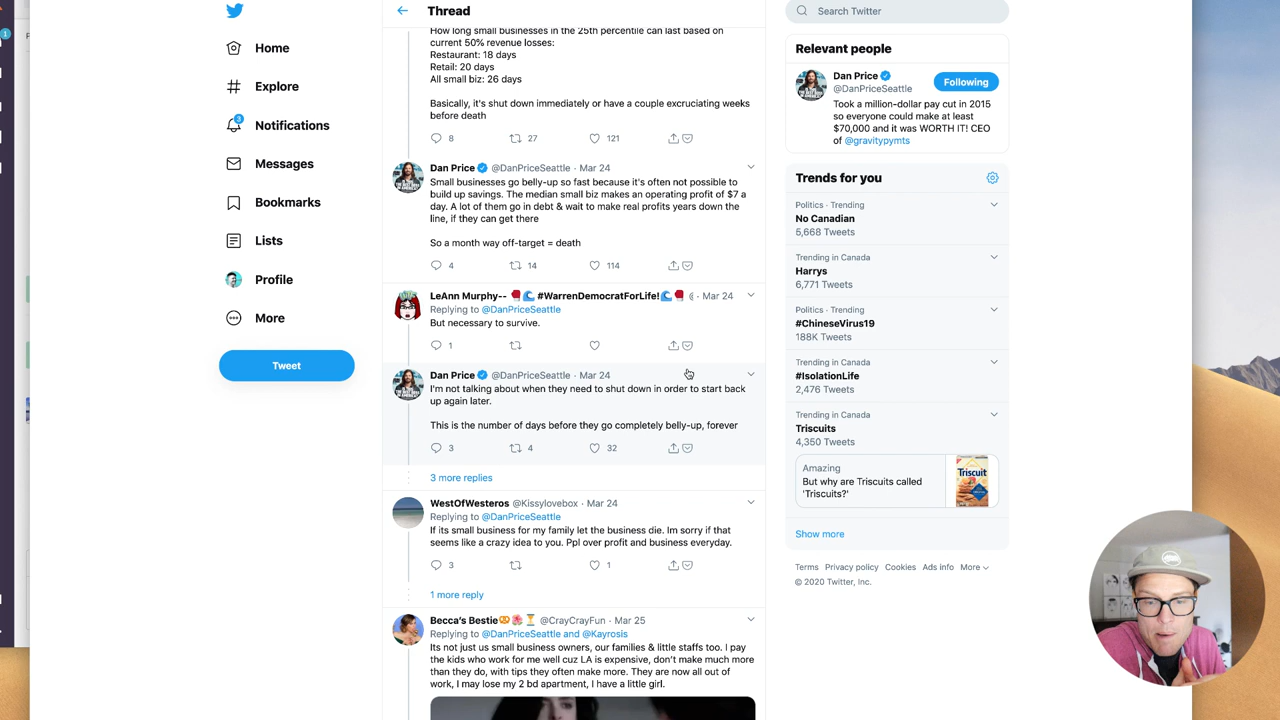 1
Home
Explore
3
Notifications
Messages
Bookmarks
Lists
Profile
More
Tweet
Thread
How long small businesses in the 25th percentile can last based on
current 50% revenue losses:
Restaurant: 18 days
Retail: 20 days
All small biz: 26 days
Basically, it's shut down immediately or have a couple excruciating weeks
before death
8 27 121
Dan Price @DanPriceSeattle · Mar 24
Small businesses go belly-up so fast because it's often not possible to
build up savings. The median small biz makes an operating profit of $7 a
day. A lot of them go in debt & wait to make real profits years down the
line, if they can get there
So a month way off-target = death
4 14 114
LeAnn Murphy-- 🌹🌊 #WarrenDemocratForLife!🌊🌹 @ · Mar 24
Replying to @DanPriceSeattle
But necessary to survive.
1
Dan Price @DanPriceSeattle · Mar 24
I'm not talking about when they need to shut down in order to start back
up again later.
This is the number of days before they go completely belly-up, forever
3 4 32
3 more replies
WestOfWesteros @Kissylovebox · Mar 24
Replying to @DanPriceSeattle
If its small business for my family let the business die. Im sorry if that
seems like a crazy idea to you. Ppl over profit and business everyday.
3 1
1 more reply
Becca's Bestie🥨🌺⏳ @CrayCrayFun · Mar 25
Replying to @DanPriceSeattle and @Kayrosis
Its not just us small business owners, our families & little staffs too. I pay
the kids who work for me well cuz LA is expensive, don't make much more
than they do, with tips they often make more. They are now all out of
work, I may lose my 2 bd apartment, I have a little girl.
Search Twitter
Relevant people
Dan Price
@DanPriceSeattle
Following
Took a million-dollar pay cut in 2015
so everyone could make at least
$70,000 and it was WORTH IT! CEO
of @gravitypymts
Trends for you
Politics · Trending
No Canadian
5,668 Tweets
Trending in Canada
Harrys
6,771 Tweets
Politics · Trending
#ChineseVirus19
188K Tweets
Trending in Canada
#IsolationLife
2,476 Tweets
Trending in Canada
Triscuits
4,350 Tweets
Amazing
But why are Triscuits called
'Triscuits?'
Triscuit
Show more
Terms Privacy policy Cookies Ads info More
© 2020 Twitter, Inc.